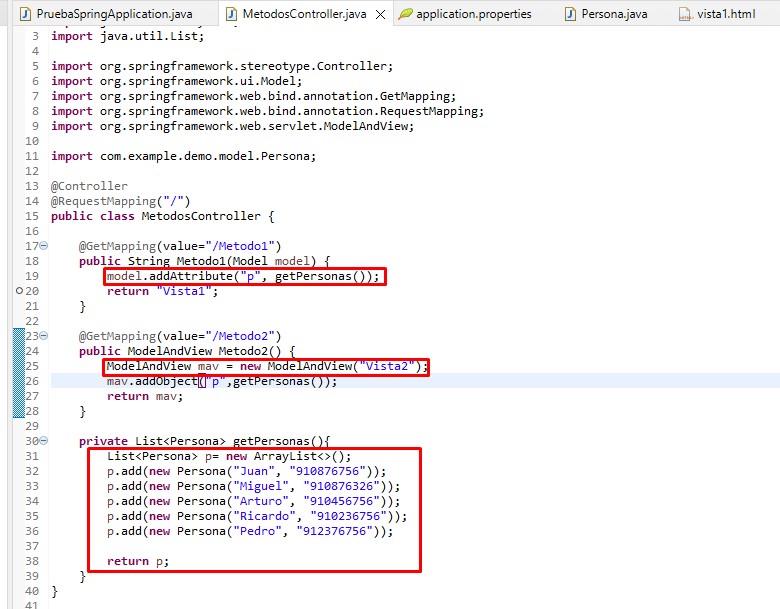 PruebaSpringApplication.java MetodosController.java application.properties Persona.java vista1.html
3 import java.util.List;
4
5 import org.springframework.stereotype.Controller;
6 import org.springframework.ui.Model;
7 import org.springframework.web.bind.annotation.GetMapping;
8 import org.springframework.web.bind.annotation.RequestMapping;
9 import org.springframework.web.servlet.ModelAndView;
10
11 import com.example.demo.model.Persona;
12
13 @Controller
14 @RequestMapping("/")
15 public class MetodosController {
16
17 @GetMapping(value="/Metodo1")
18 public String Metodo1(Model model) {
19 model.addAttribute("p", getPersonas());
20 return "Vista1";
21 }
22
23 @GetMapping(value="/Metodo2")
24 public ModelAndView Metodo2() {
25 ModelAndView mav = new ModelAndView("Vista2");
26 mav.addObject("p",getPersonas());
27 return mav;
28 }
29
30 private List<Persona> getPersonas(){
31 List<Persona> p= new ArrayList<>();
32 p.add(new Persona("Juan", "910876756"));
33 p.add(new Persona("Miguel", "910876326"));
34 p.add(new Persona("Arturo", "910456756"));
35 p.add(new Persona("Ricardo", "910236756"));
36 p.add(new Persona("Pedro", "912376756"));
37
38 return p;
39 }
40 }
41